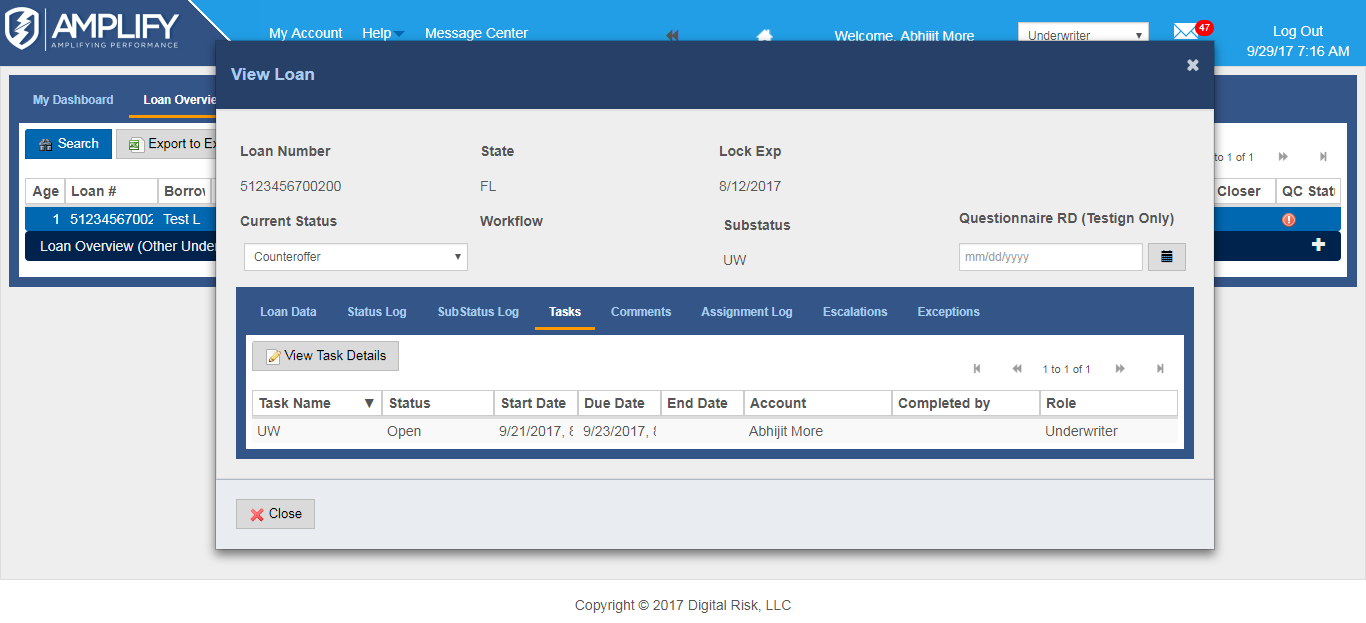 AMPLIFY
AMPLIFYING PERFORMANCE
My Account Help Message Center Welcome, Abhijit More Underwriter 47 Log Out
9/29/17 7:16 AM
View Loan
My Dashboard Loan Overvie
Search Export to Ex
to 1 of 1
Age Loan # Borrow Closer QC Stat
1 51234567002 Test L
Loan Overview (Other Unde
Loan Number State Lock Exp
5123456700200 FL 8/12/2017
Current Status Workflow Substatus Questionnaire RD (Testign Only)
Counteroffer UW mm/dd/yyyy
Loan Data Status Log SubStatus Log Tasks Comments Assignment Log Escalations Exceptions
View Task Details
1 to 1 of 1
Task Name Status Start Date Due Date End Date Account Completed by Role
UW Open 9/21/2017, 9/23/2017, Abhijit More Underwriter
Close
Copyright © 2017 Digital Risk, LLC